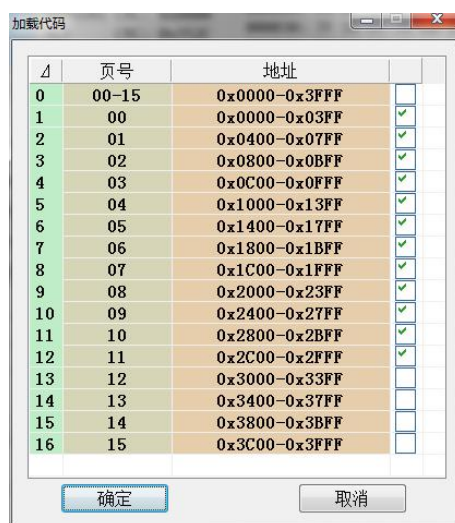 加载代码
⊿ 页号 地址
0 00-15 0x0000-0x3FFF
1 00 0x0000-0x03FF
2 01 0x0400-0x07FF
3 02 0x0800-0x0BFF
4 03 0x0C00-0x0FFF
5 04 0x1000-0x13FF
6 05 0x1400-0x17FF
7 06 0x1800-0x1BFF
8 07 0x1C00-0x1FFF
9 08 0x2000-0x23FF
10 09 0x2400-0x27FF
11 10 0x2800-0x2BFF
12 11 0x2C00-0x2FFF
13 12 0x3000-0x33FF
14 13 0x3400-0x37FF
15 14 0x3800-0x3BFF
16 15 0x3C00-0x3FFF
确定 取消